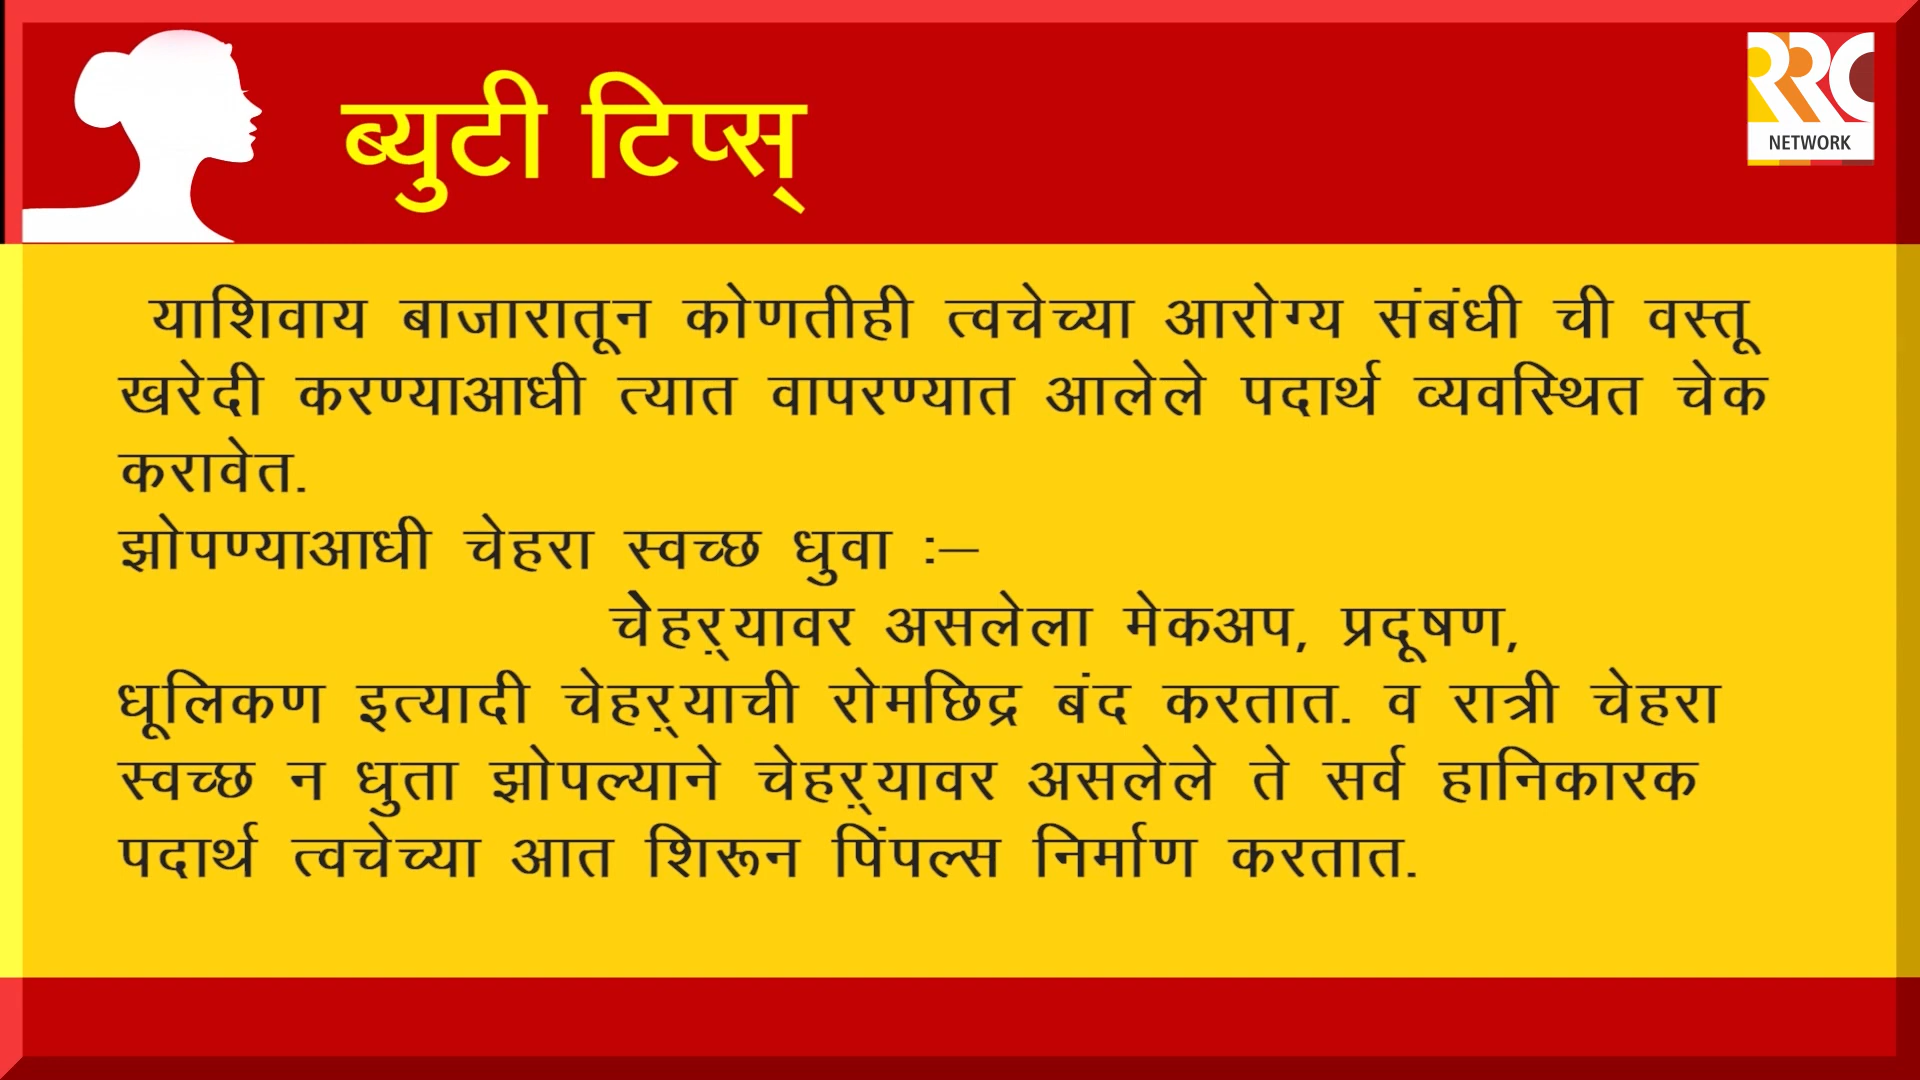 ब्युटी टिप्स्
RRC
NETWORK
याशिवाय बाजारातून कोणतीही त्वचेच्या आरोग्य संबंधी ची वस्तू
खरेदी करण्याआधी त्यात वापरण्यात आलेले पदार्थ व्यवस्थित चेक
करावेत.
झोपण्याआधी चेहरा स्वच्छ धुवा :–
चेहऱ्यावर असलेला मेकअप, प्रदूषण,
धूलिकण इत्यादी चेहऱ्याची रोमछिद्र बंद करतात. व रात्री चेहरा
स्वच्छ न धुता झोपल्याने चेहऱ्यावर असलेले ते सर्व हानिकारक
पदार्थ त्वचेच्या आत शिरून पिंपल्स निर्माण करतात.